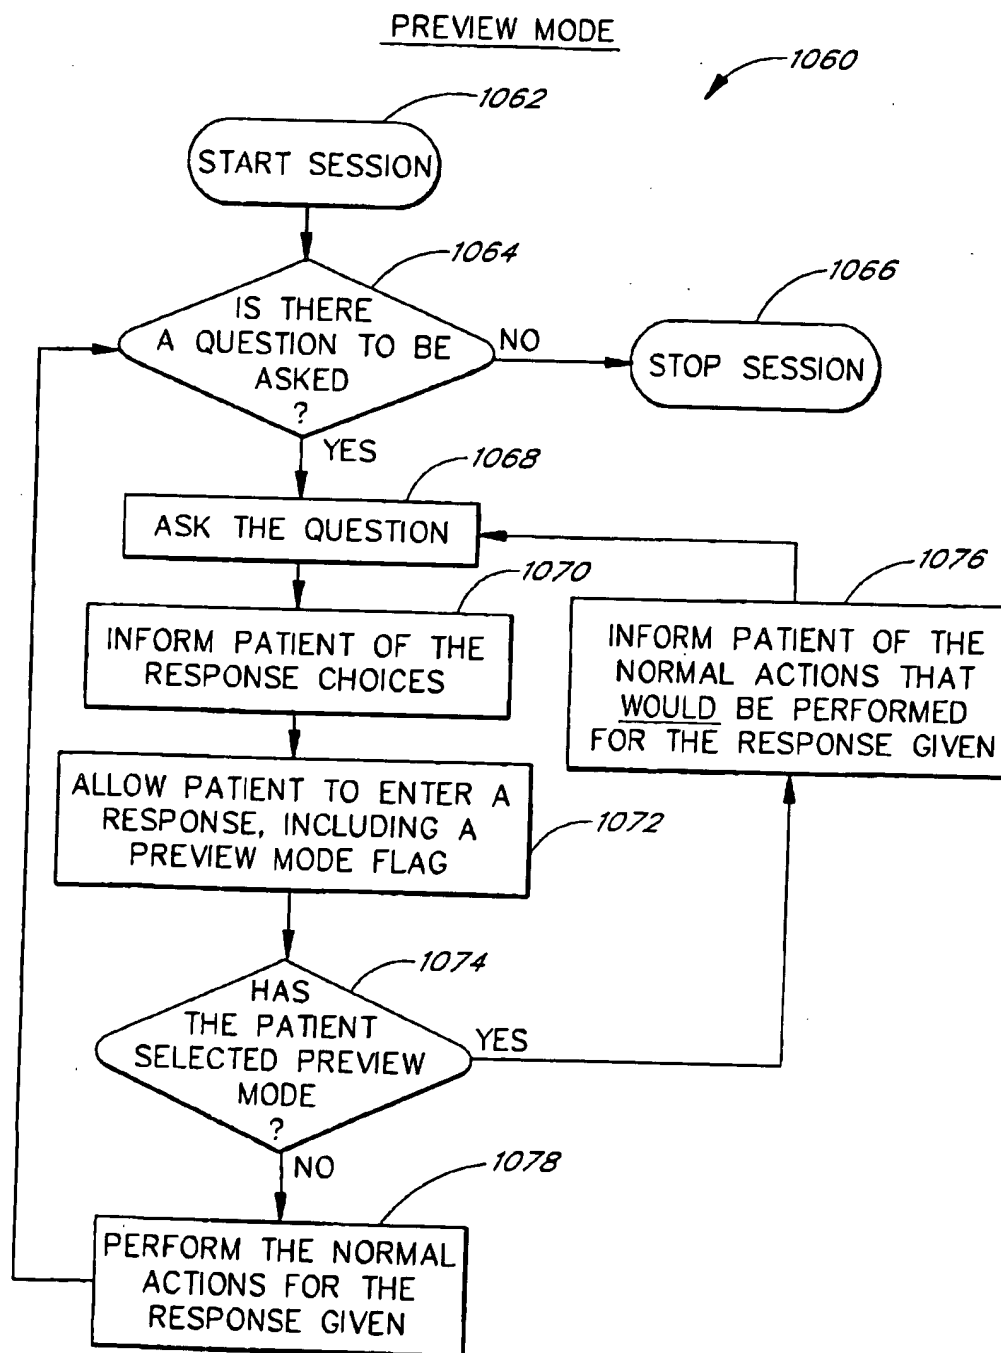 PREVIEW MODE
1060
1062
START SESSION
1064
IS THERE
A QUESTION TO BE
ASKED
?
NO
1066
STOP SESSION
YES
1068
ASK THE QUESTION
1070
INFORM PATIENT OF THE
RESPONSE CHOICES
1076
INFORM PATIENT OF THE
NORMAL ACTIONS THAT
WOULD BE PERFORMED
FOR THE RESPONSE GIVEN
ALLOW PATIENT TO ENTER A
RESPONSE, INCLUDING A
PREVIEW MODE FLAG
1072
1074
HAS
THE PATIENT
SELECTED PREVIEW
MODE
?
YES
NO
1078
PERFORM THE NORMAL
ACTIONS FOR THE
RESPONSE GIVEN